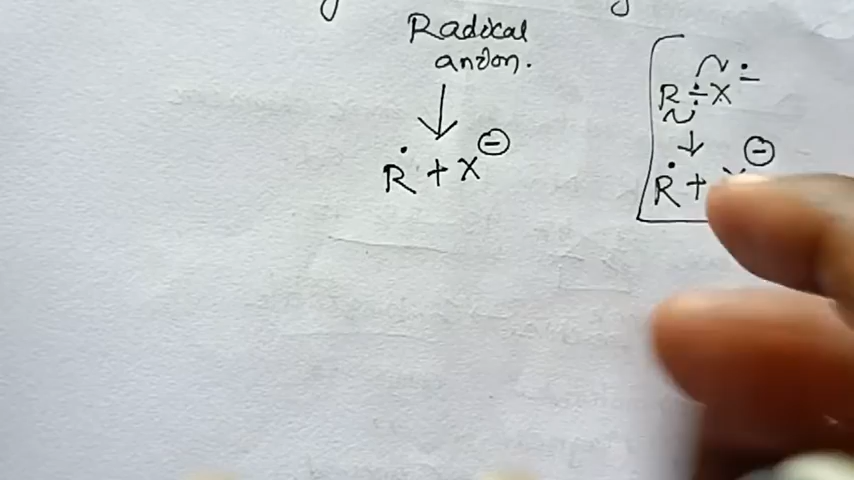 Radical
anion.
↓
Ṙ + X⊖
R ÷ X ∸
↓
Ṙ +
⊖